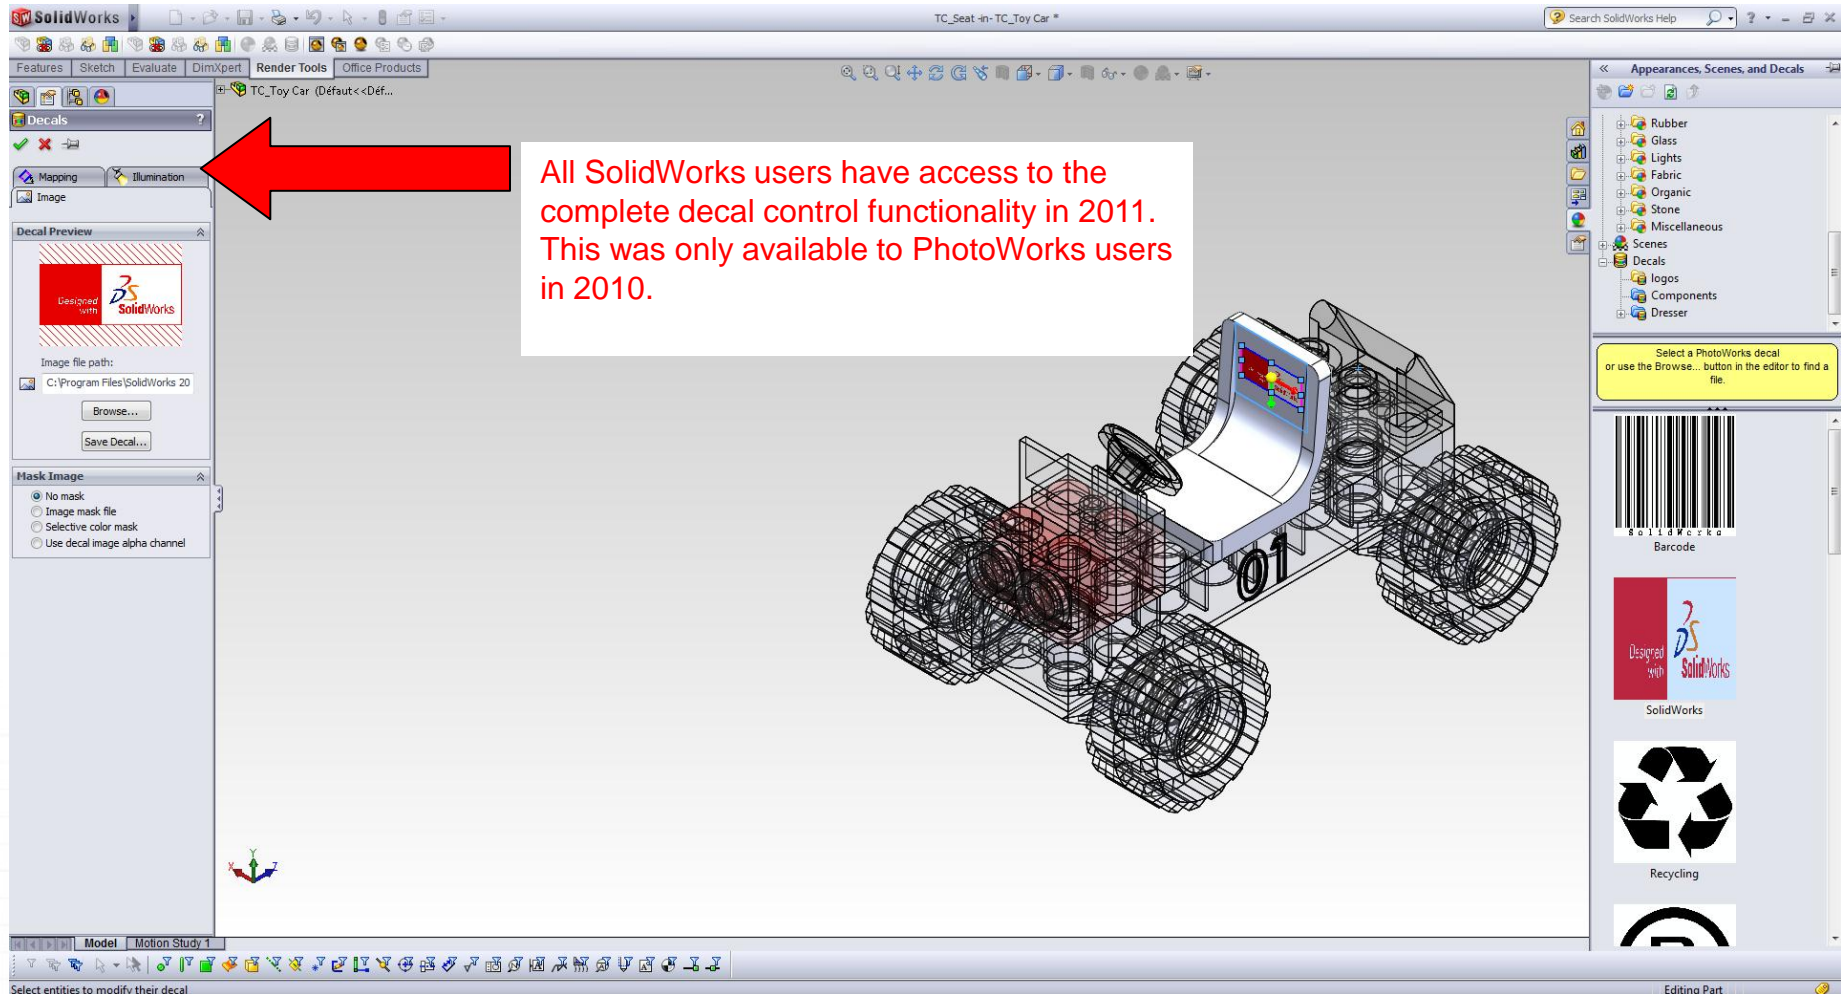 SolidWorks
TC_Seat -in- TC_Toy Car *
Search SolidWorks Help
Features Sketch Evaluate DimXpert Render Tools Office Products
TC_Toy Car (Défaut<<Déf...
Decals ?
Mapping Illumination
Image
Decal Preview
Designed with
DS SolidWorks
Image file path:
C:\Program Files\SolidWorks 20
Browse...
Save Decal...
Mask Image
No mask
Image mask file
Selective color mask
Use decal image alpha channel
All SolidWorks users have access to the
complete decal control functionality in 2011.
This was only available to PhotoWorks users
in 2010.
01
Y
X Z
Appearances, Scenes, and Decals
Rubber
Glass
Lights
Fabric
Organic
Stone
Miscellaneous
Scenes
Decals
logos
Components
Dresser
Select a PhotoWorks decal
or use the Browse... button in the editor to find a
file.
SolidWorks
Barcode
Designed
with
DS
SolidWorks
SolidWorks
Recycling
Model Motion Study 1
Select entities to modify their decal
Editing Part